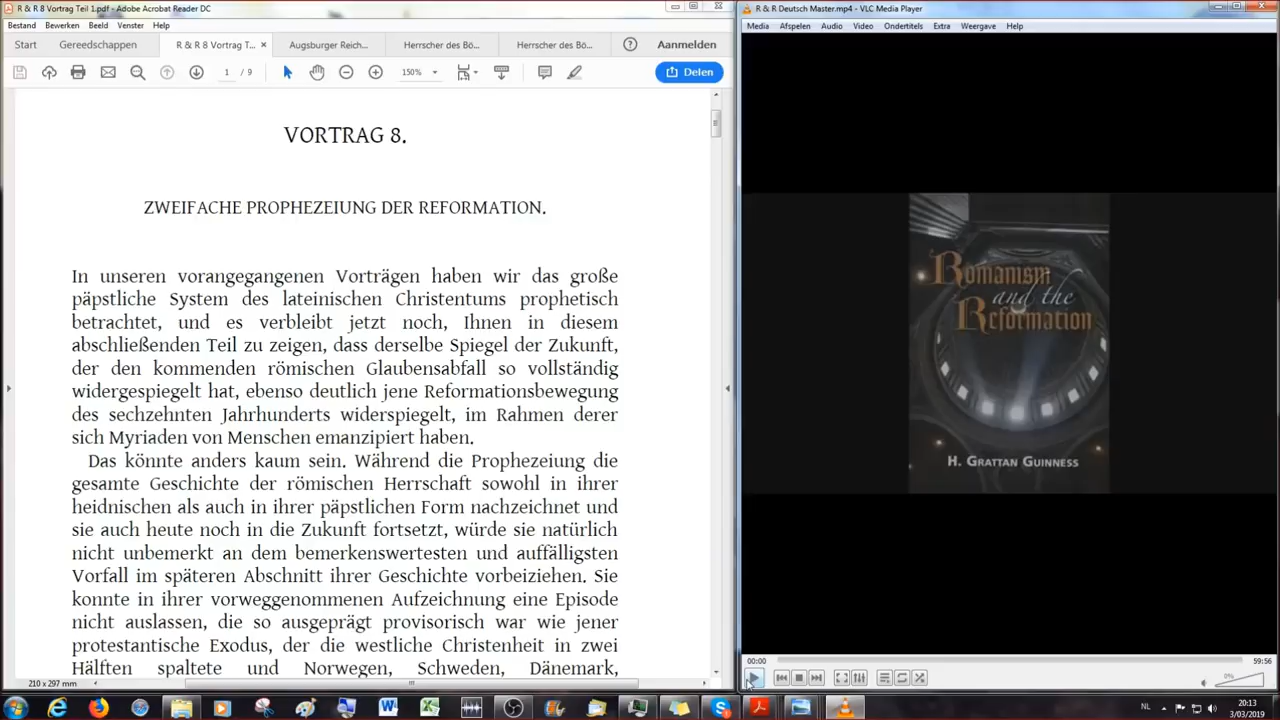 R & R 8 Vortrag Teil 1.pdf - Adobe Acrobat Reader DC
Bestand Bewerken Beeld Venster Help
Start Gereedschappen R & R 8 Vortrag T... × Augsburger Reich... Herrscher des Bö... Herrscher des Bö... Aanmelden
1 / 9 150% Delen
VORTRAG 8.
ZWEIFACHE PROPHEZEIUNG DER REFORMATION.
In unseren vorangegangenen Vorträgen haben wir das große
päpstliche System des lateinischen Christentums prophetisch
betrachtet, und es verbleibt jetzt noch, Ihnen in diesem
abschließenden Teil zu zeigen, dass derselbe Spiegel der Zukunft,
der den kommenden römischen Glaubensabfall so vollständig
widergespiegelt hat, ebenso deutlich jene Reformationsbewegung
des sechzehnten Jahrhunderts widerspiegelt, im Rahmen derer
sich Myriaden von Menschen emanzipiert haben.
Das könnte anders kaum sein. Während die Prophezeiung die
gesamte Geschichte der römischen Herrschaft sowohl in ihrer
heidnischen als auch in ihrer päpstlichen Form nachzeichnet und
sie auch heute noch in die Zukunft fortsetzt, würde sie natürlich
nicht unbemerkt an dem bemerkenswertesten und auffälligsten
Vorfall im späteren Abschnitt ihrer Geschichte vorbeiziehen. Sie
konnte in ihrer vorweggenommenen Aufzeichnung eine Episode
nicht auslassen, die so ausgeprägt provisorisch war wie jener
protestantische Exodus, der die westliche Christenheit in zwei
Hälften spaltete und Norwegen, Schweden, Dänemark,
210 x 297 mm
R & R Deutsch Master.mp4 - VLC Media Player
Media Afspelen Audio Video Ondertitels Extra Weergave Help
Romanism
and the
Reformation
H. GRATTAN GUINNESS
00:00 59:56
0%
NL 20:13
3/03/2019